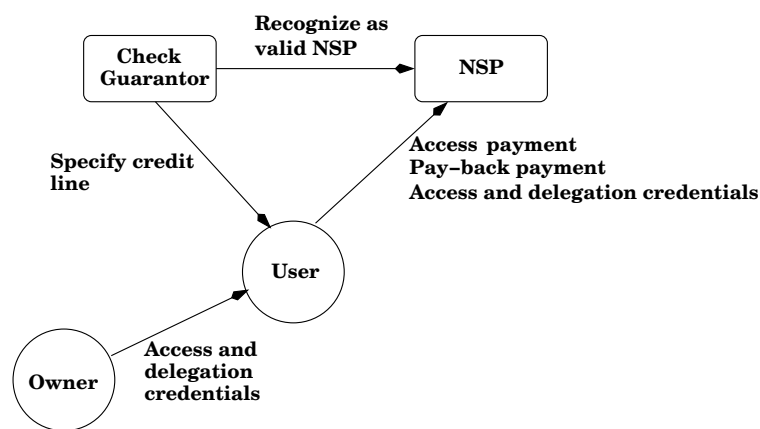 Recognize as
valid NSP
Check
Guarantor
NSP
Access payment
Pay–back payment
Access and delegation credentials
Specify credit
line
User
Access and
delegation
credentials
Owner